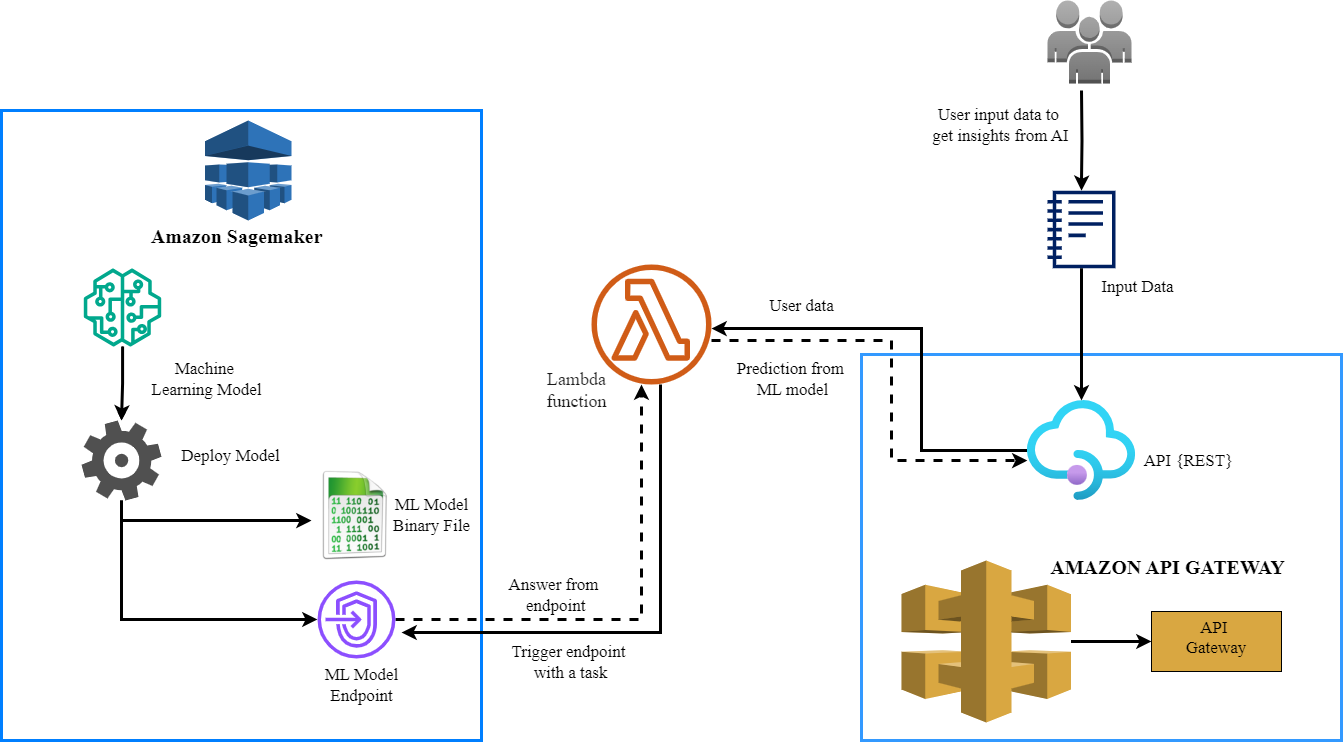 User input data to
get insights from AI
Amazon Sagemaker
Input Data
User data
Machine
Learning Model
Prediction from
ML model
Lambda
function
Deploy Model
API {REST}
11 110 01
0 1001110
1100 001
1 111 00
00 0001 1
11 1 1001
ML Model
Binary File
AMAZON API GATEWAY
Answer from
endpoint
API
Gateway
Trigger endpoint
with a task
ML Model
Endpoint